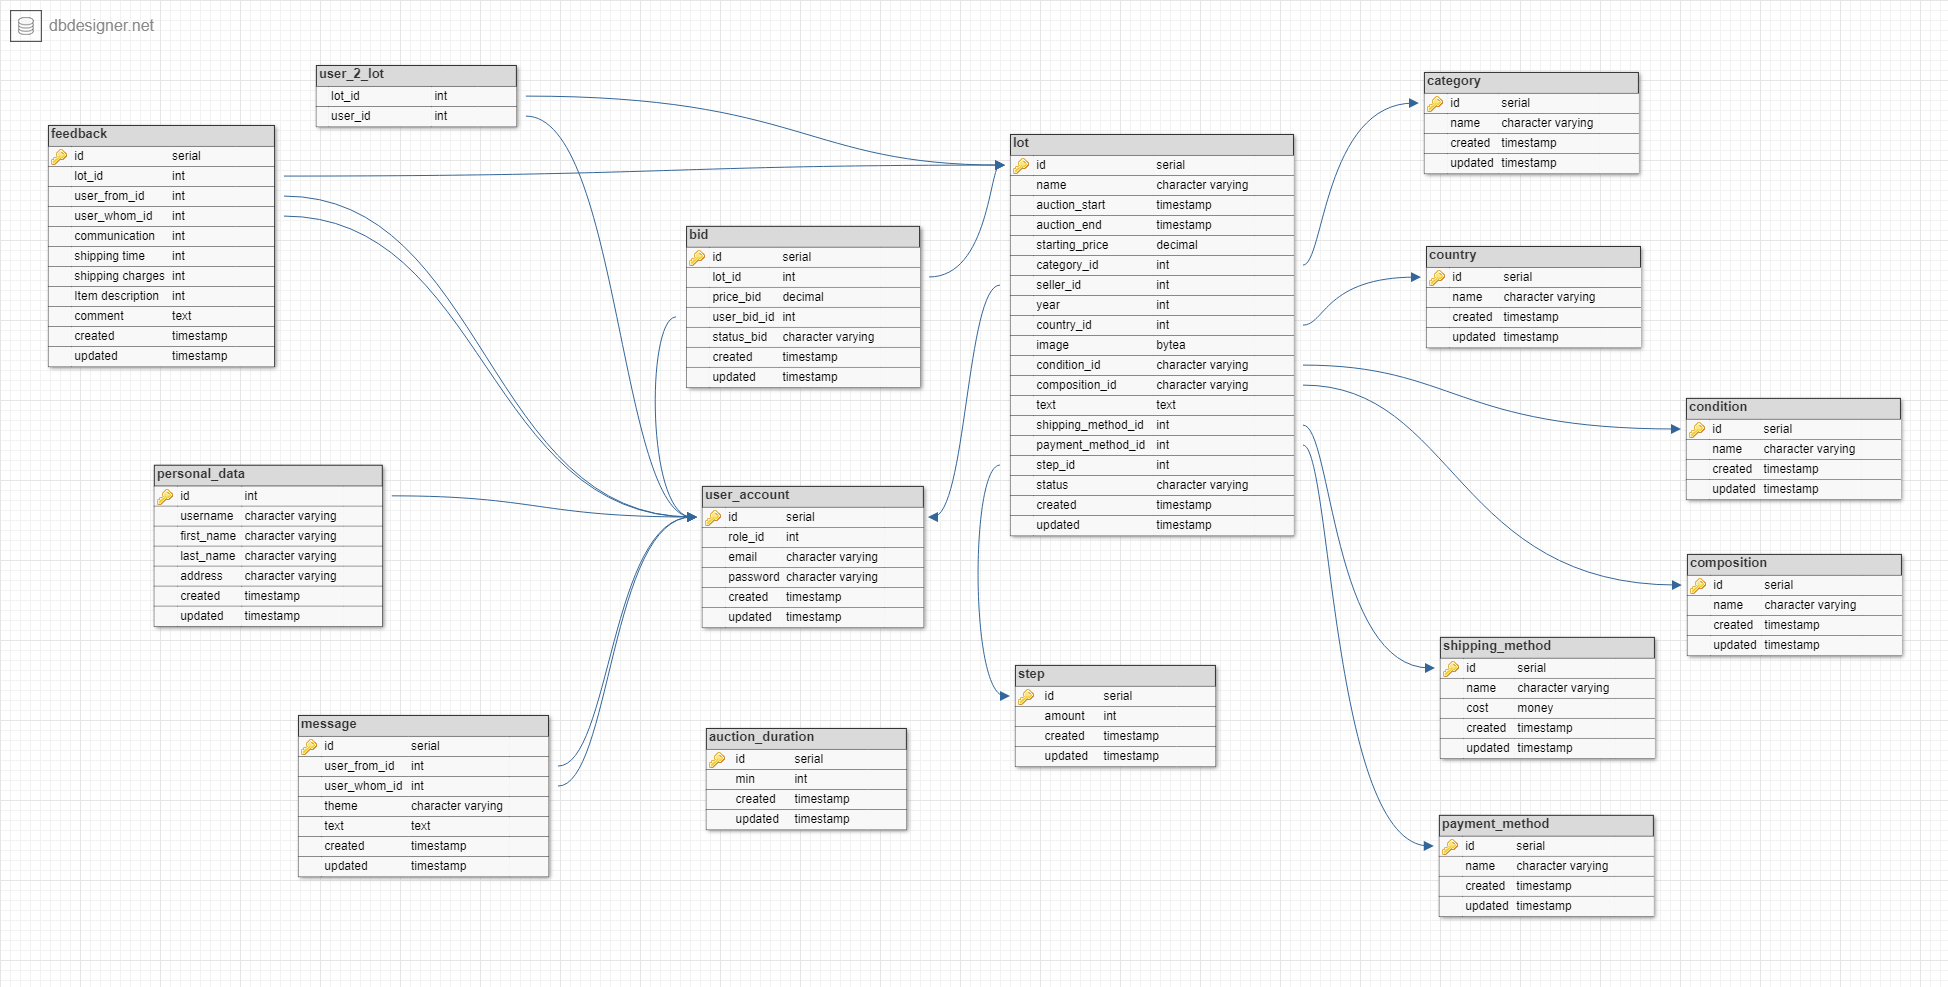 dbdesigner.net
user_2_lot
lot_id int
user_id int
feedback
id serial
lot_id int
user_from_id int
user_whom_id int
communication int
shipping time int
shipping charges int
Item description int
comment text
created timestamp
updated timestamp
bid
id serial
lot_id int
price_bid decimal
user_bid_id int
status_bid character varying
created timestamp
updated timestamp
lot
id serial
name character varying
auction_start timestamp
auction_end timestamp
starting_price decimal
category_id int
seller_id int
year int
country_id int
image bytea
condition_id character varying
composition_id character varying
text text
shipping_method_id int
payment_method_id int
step_id int
status character varying
created timestamp
updated timestamp
category
id serial
name character varying
created timestamp
updated timestamp
country
id serial
name character varying
created timestamp
updated timestamp
condition
id serial
name character varying
created timestamp
updated timestamp
composition
id serial
name character varying
created timestamp
updated timestamp
personal_data
id int
username character varying
first_name character varying
last_name character varying
address character varying
created timestamp
updated timestamp
user_account
id serial
role_id int
email character varying
password character varying
created timestamp
updated timestamp
shipping_method
id serial
name character varying
cost money
created timestamp
updated timestamp
step
id serial
amount int
created timestamp
updated timestamp
message
id serial
user_from_id int
user_whom_id int
theme character varying
text text
created timestamp
updated timestamp
auction_duration
id serial
min int
created timestamp
updated timestamp
payment_method
id serial
name character varying
created timestamp
updated timestamp